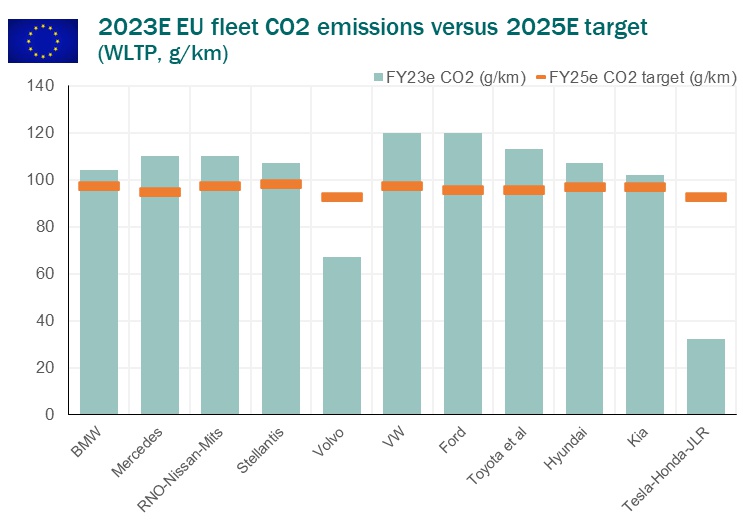 2023E EU fleet CO2 emissions versus 2025E target
(WLTP, g/km)
FY23e CO2 (g/km)
FY25e CO2 target (g/km)
140
120
100
80
60
40
20
0
BMW
Mercedes
RNO-Nissan-Mits
Stellantis
Volvo
VW
Ford
Toyota et al
Hyundai
Kia
Tesla-Honda-JLR